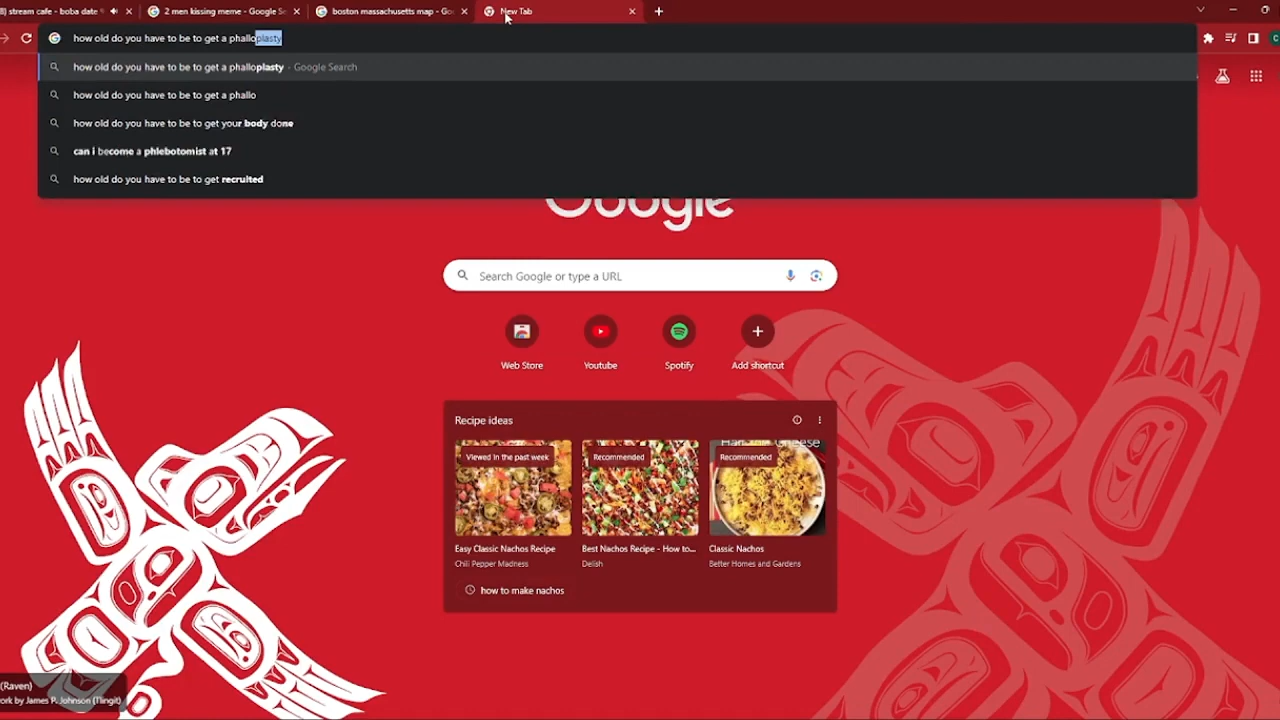 8) stream cafe - boba date
2 men kissing meme - Google Se
boston massachusetts map - Go
New Tab
how old do you have to be to get a phalloplasty
how old do you have to be to get a phalloplasty - Google Search
how old do you have to be to get a phallo
how old do you have to be to get your body done
can i become a phlebotomist at 17
how old do you have to be to get recruited
Google
Search Google or type a URL
Web Store
Youtube
Spotify
Add shortcut
Recipe ideas
Viewed in the past week
Recommended
Recommended
Easy Classic Nachos Recipe
Best Nachos Recipe - How to...
Classic Nachos
Chili Pepper Madness
Delish
Better Homes and Gardens
how to make nachos
(Raven)
ork by James P. Johnson (Tlingit)